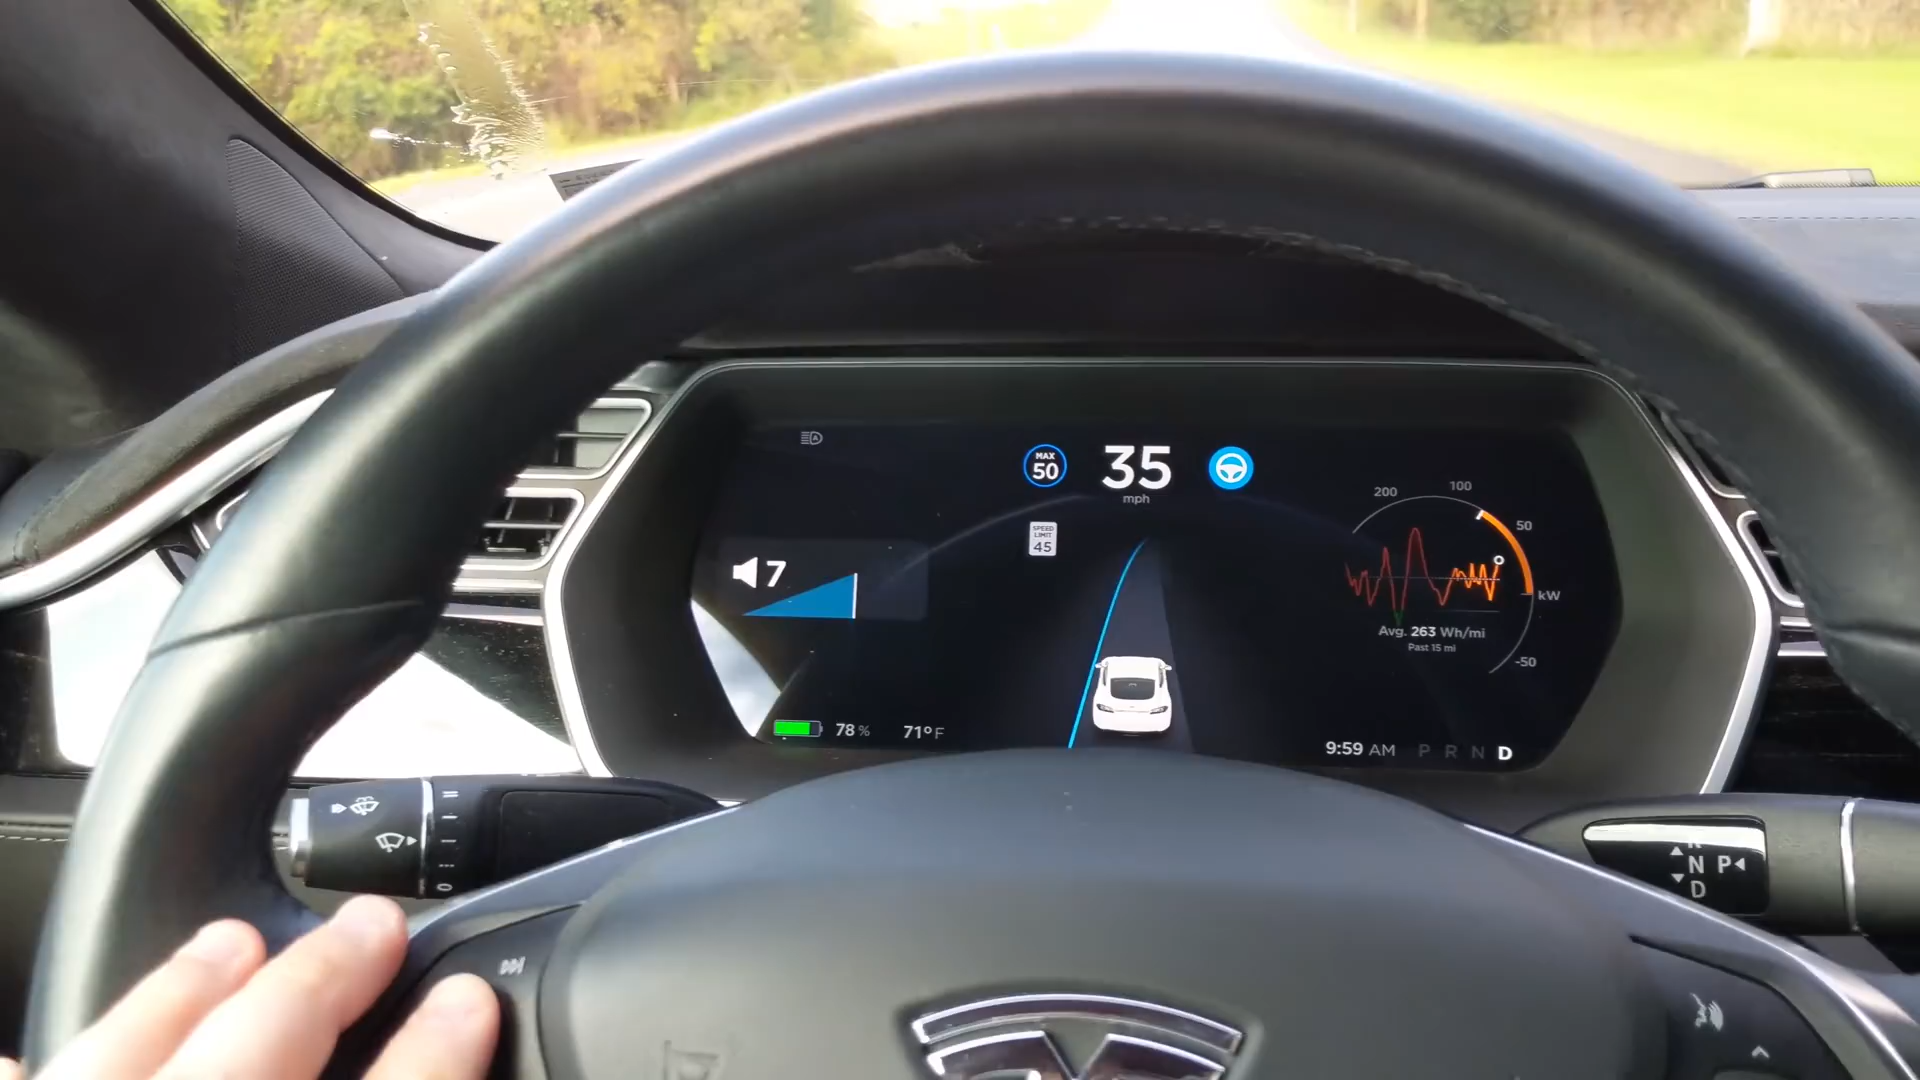 MAX
50
35
mph
SPEED
LIMIT
45
7
200
100
50
kW
-50
Avg. 263 Wh/mi
Past 15 mi
78 %
71°F
9:59 AM
P R N D
0
R
N P
D